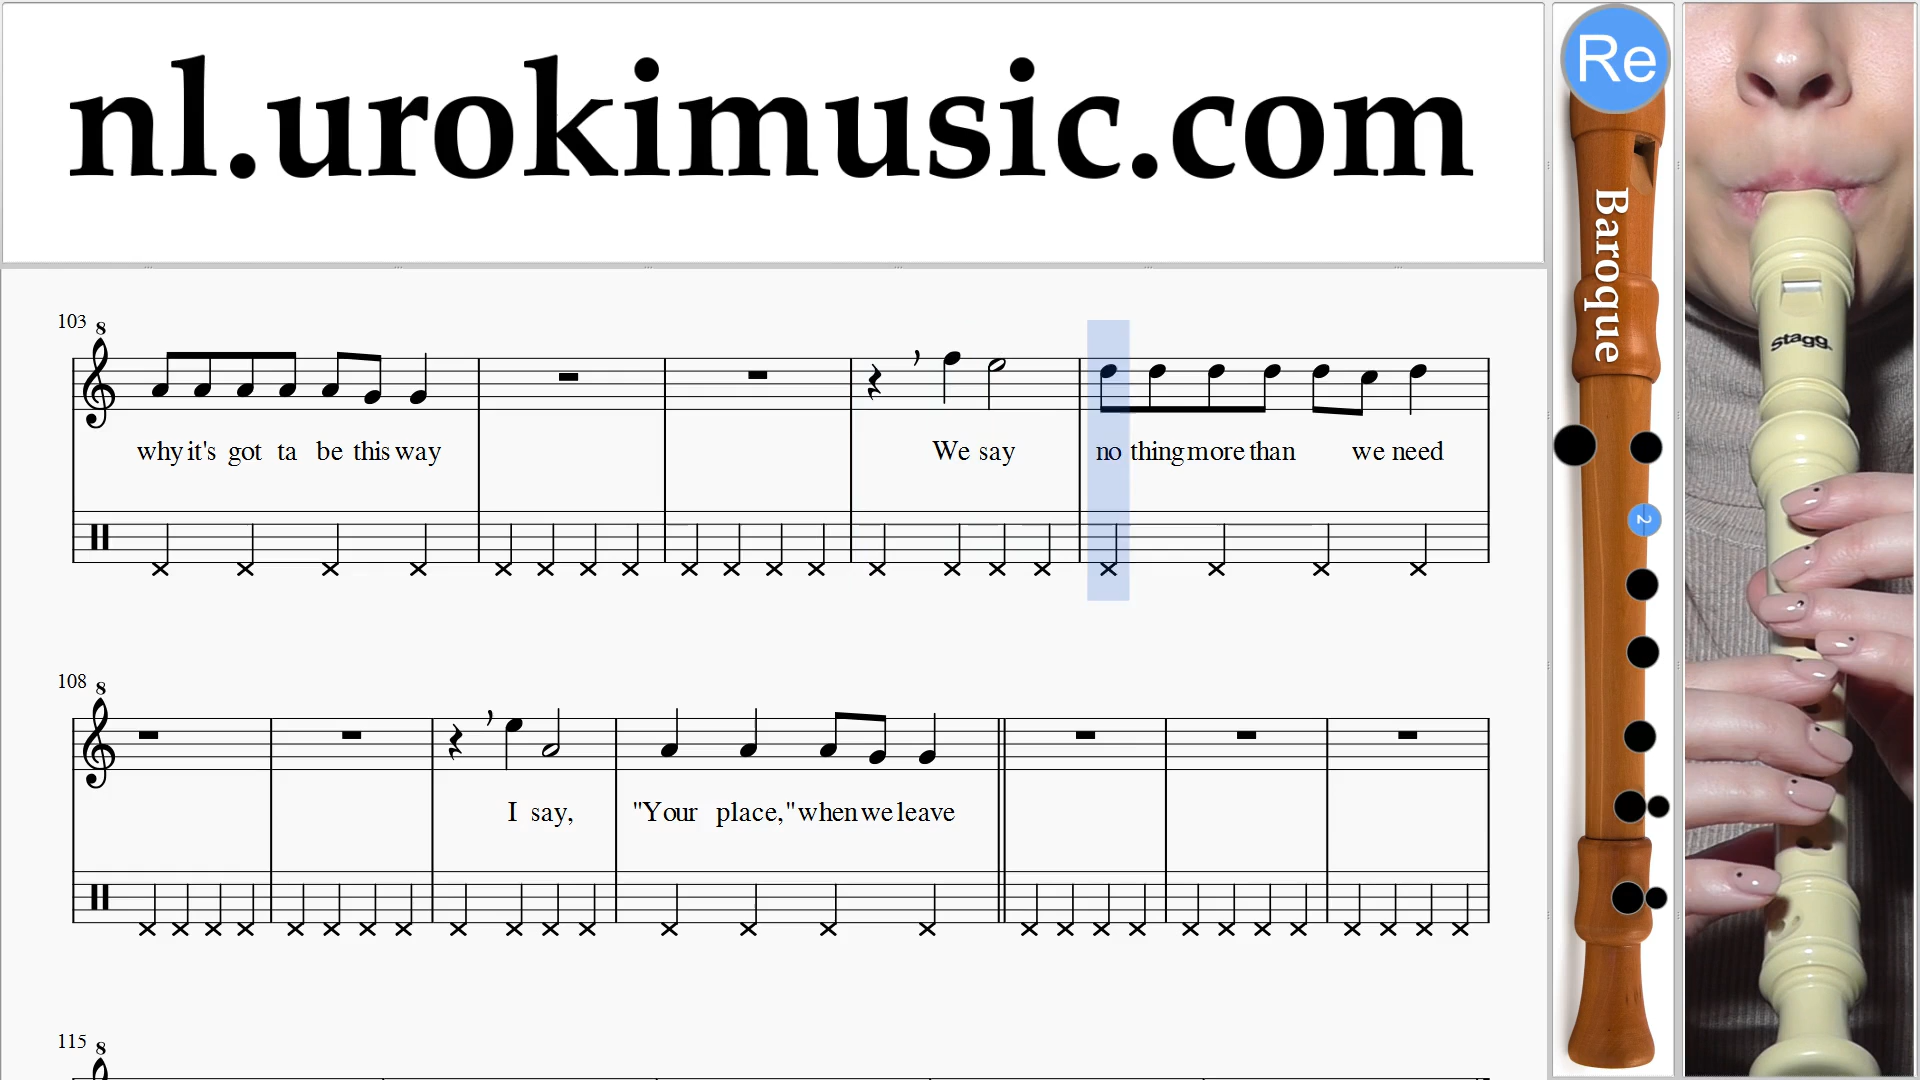 nl.urokimusic.com
Re
Baroque
2
Stagg
103
8
why it's got ta be this way We say no thing more than we need
108
8
I say, "Your place," when we leave
115
8